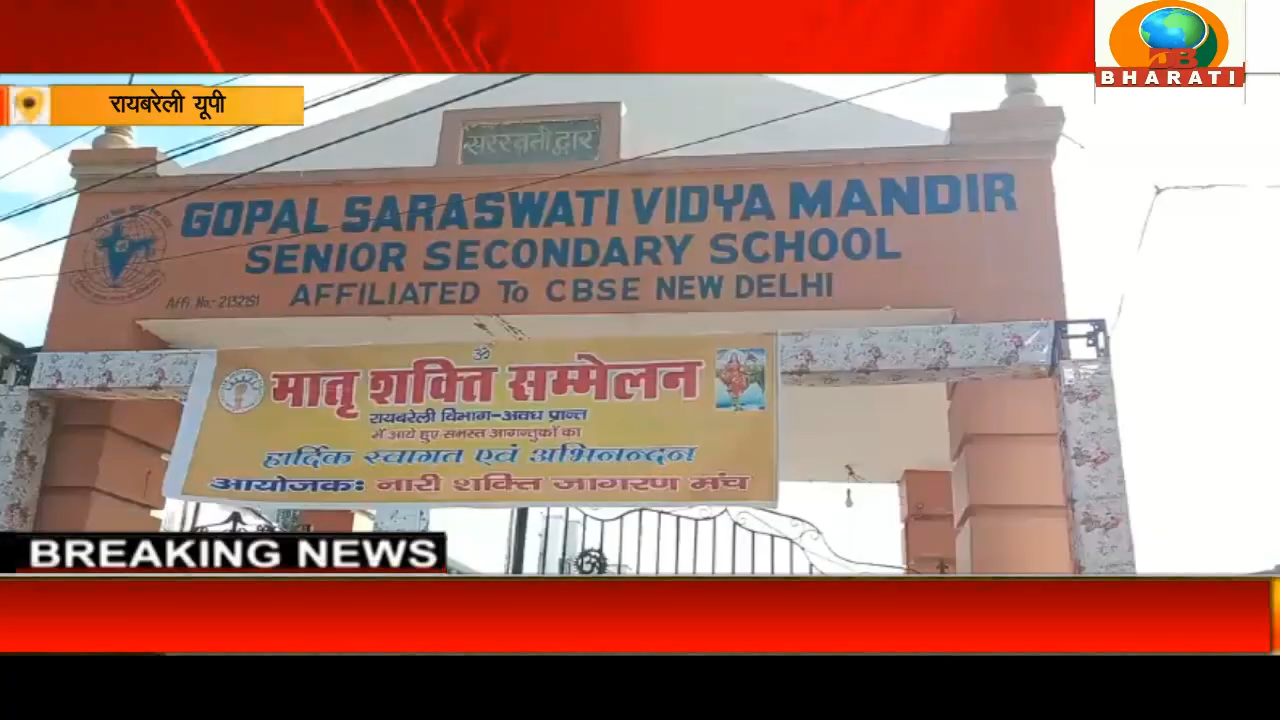 DB
BHARATI
रायबरेली यूपी
सरस्वती द्वार
GOPAL SARASWATI VIDYA MANDIR
SENIOR SECONDARY SCHOOL
Affi. No:- 2132151
AFFILIATED To CBSE NEW DELHI
ॐ
मातृ शक्ति सम्मेलन
रायबरेली विभाग-अवध प्रान्त
में आये हुए समस्त आगन्तुकों का
हार्दिक स्वागत एवं अभिनन्दन
आयोजक: नारी शक्ति जागरण मंच
BREAKING NEWS